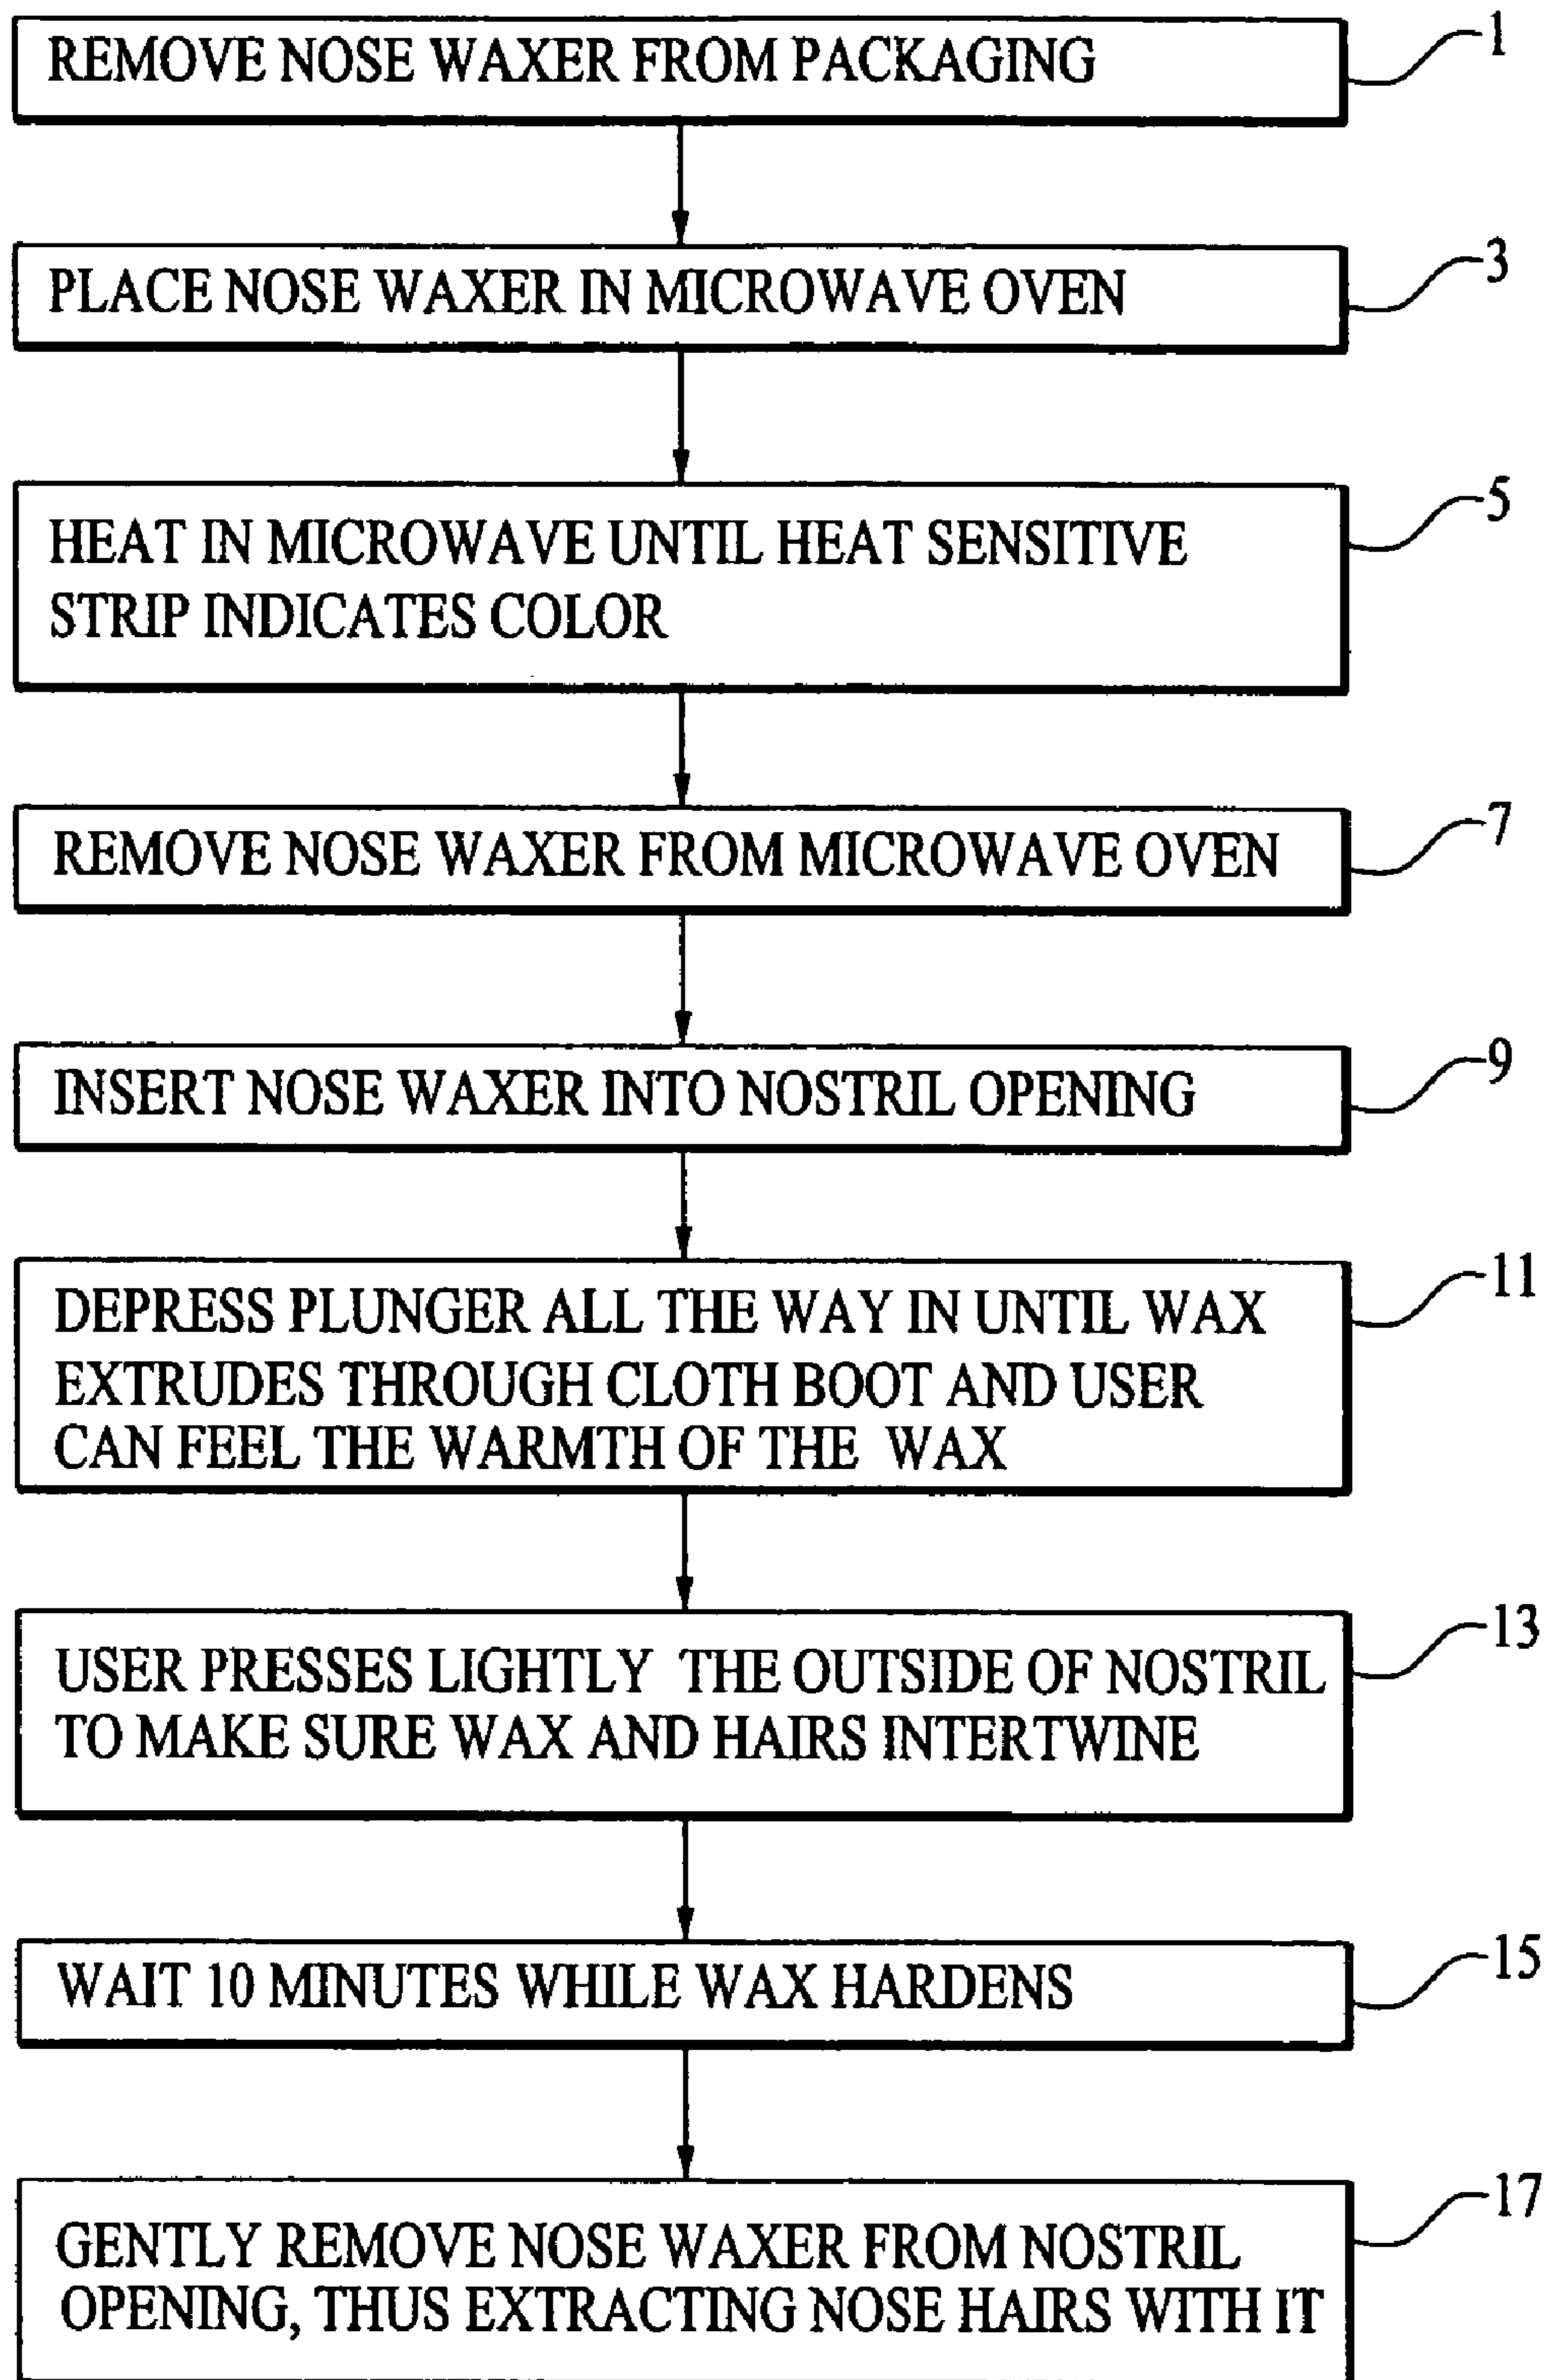 REMOVE NOSE WAXER FROM PACKAGING
1
PLACE NOSE WAXER IN MICROWAVE OVEN
3
HEAT IN MICROWAVE UNTIL HEAT SENSITIVE
STRIP INDICATES COLOR
5
REMOVE NOSE WAXER FROM MICROWAVE OVEN
7
INSERT NOSE WAXER INTO NOSTRIL OPENING
9
DEPRESS PLUNGER ALL THE WAY IN UNTIL WAX
EXTRUDES THROUGH CLOTH BOOT AND USER
CAN FEEL THE WARMTH OF THE WAX
11
USER PRESSES LIGHTLY THE OUTSIDE OF NOSTRIL
TO MAKE SURE WAX AND HAIRS INTERTWINE
13
WAIT 10 MINUTES WHILE WAX HARDENS
15
GENTLY REMOVE NOSE WAXER FROM NOSTRIL
OPENING, THUS EXTRACTING NOSE HAIRS WITH IT
17